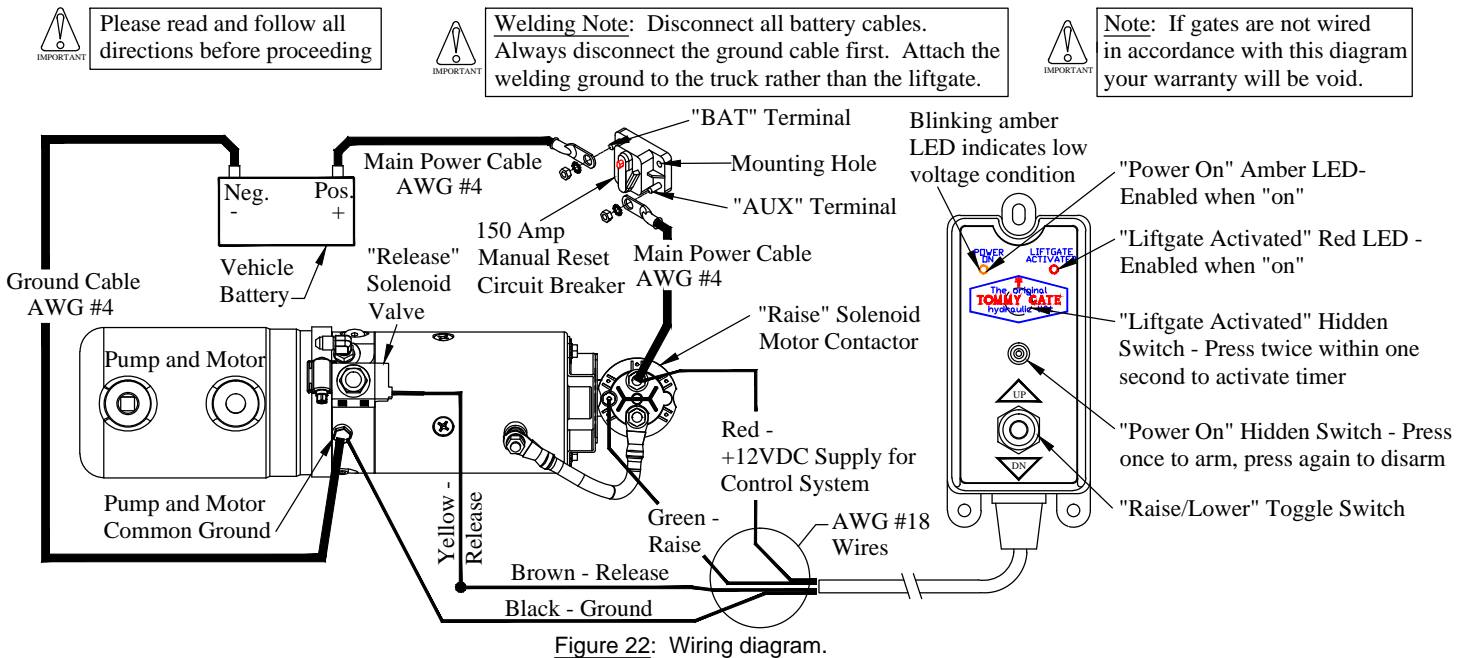 IMPORTANT
Please read and follow all
directions before proceeding
IMPORTANT
Welding Note: Disconnect all battery cables.
Always disconnect the ground cable first. Attach the
welding ground to the truck rather than the liftgate.
IMPORTANT
Note: If gates are not wired
in accordance with this diagram
your warranty will be void.
"BAT" Terminal
Mounting Hole
"AUX" Terminal
Main Power Cable
AWG #4
Neg.
-
Pos.
+
150 Amp
Manual Reset
Circuit Breaker
Main Power Cable
AWG #4
Vehicle
Battery
"Release"
Solenoid
Valve
Ground Cable
AWG #4
Pump and Motor
"Raise" Solenoid
Motor Contactor
Pump and Motor
Common Ground
Yellow -
Release
Green -
Raise
Red -
+12VDC Supply for
Control System
AWG #18
Wires
Brown - Release
Black - Ground
Blinking amber
LED indicates low
voltage condition
"Power On" Amber LED-
Enabled when "on"
"Liftgate Activated" Red LED -
Enabled when "on"
"Liftgate Activated" Hidden
Switch - Press twice within one
second to activate timer
"Power On" Hidden Switch - Press
once to arm, press again to disarm
"Raise/Lower" Toggle Switch
POWER
ON
LIFTGATE
ACTIVATED
The original
TOMMY GATE
hydraulic
UP
DN
Figure 22: Wiring diagram.